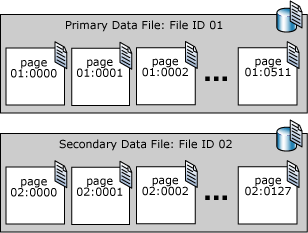 Primary Data File: File ID 01
page page page page
01:0000 01:0001 01:0002 ... 01:0511
Secondary Data File: File ID 02
page page page page
02:0000 02:0001 02:0002 ... 02:0127